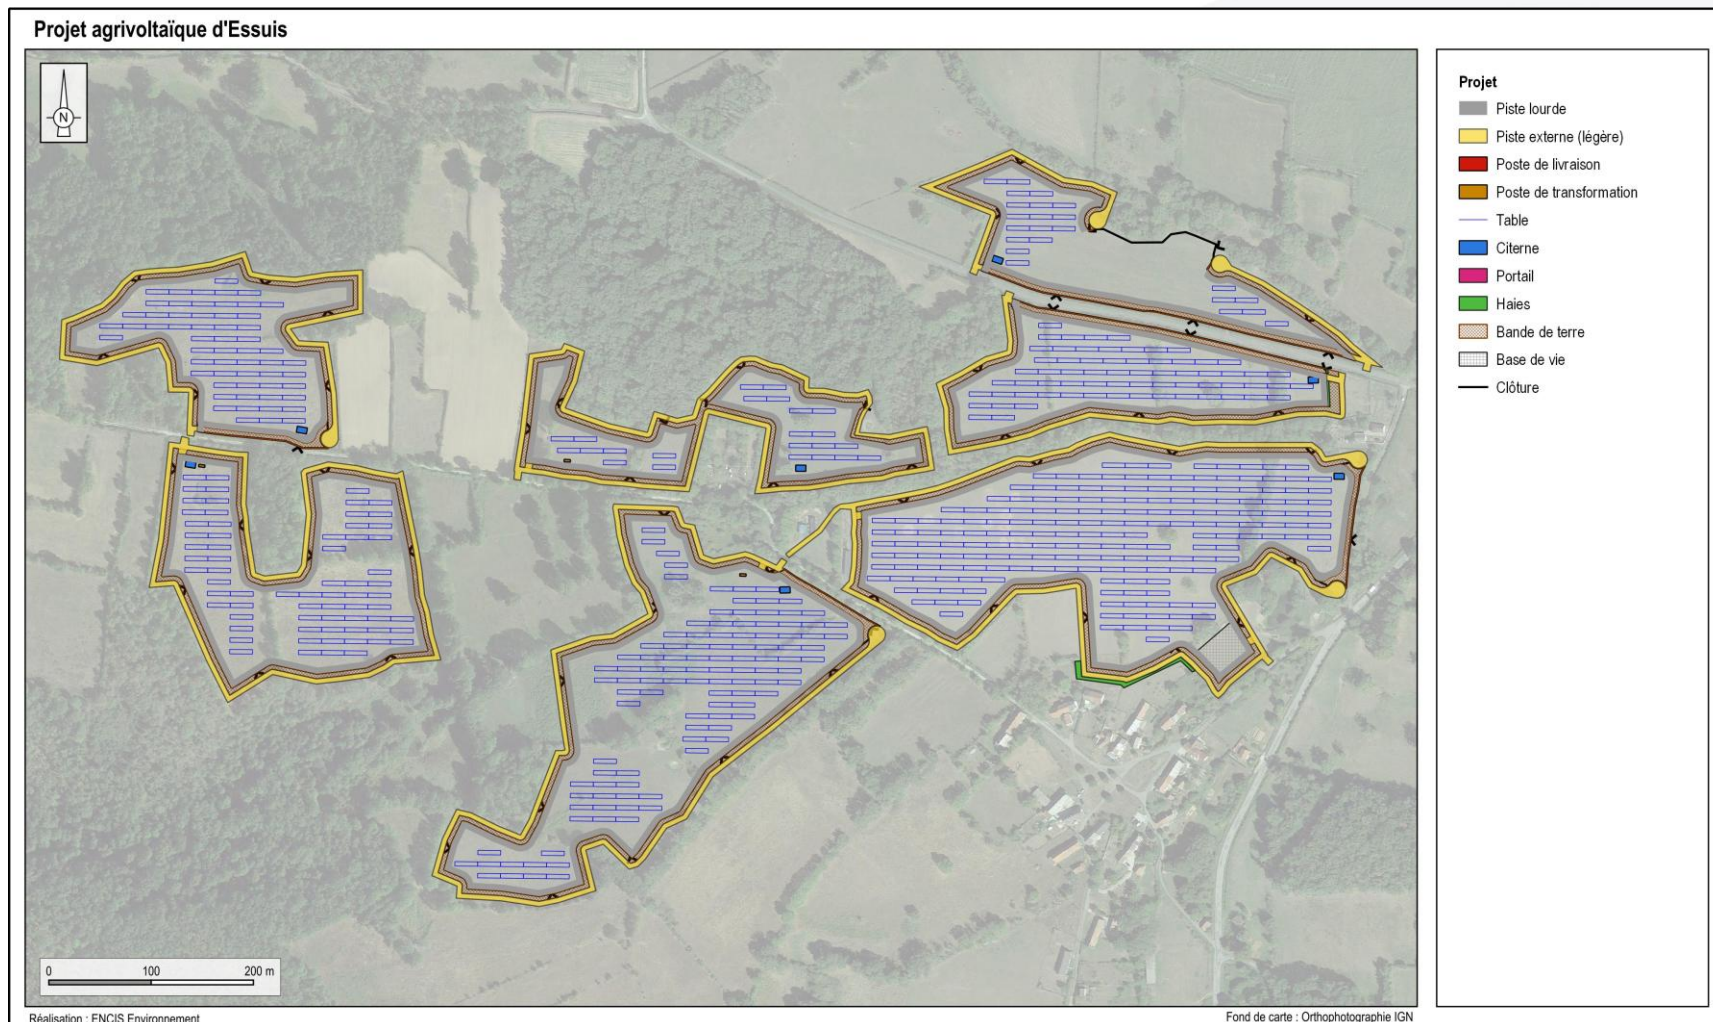 Projet agrivoltaïque d'Essuis
N
Projet
Piste lourde
Piste externe (légère)
Poste de livraison
Poste de transformation
Table
Citerne
Portail
Haies
Bande de terre
Base de vie
Clôture
0 100 200 m
Réalisation : ENCIS Environnement
Fond de carte : Orthophotographie IGN